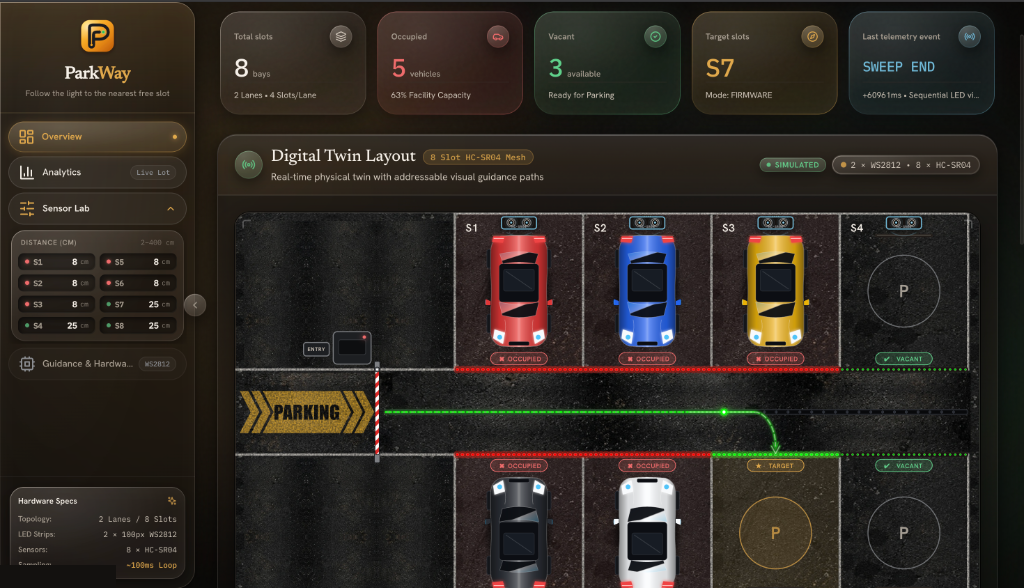 ParkWay
Follow the light to the nearest free slot
Overview
Analytics
Live Lot
Sensor Lab
DISTANCE (CM)
2-400 cm
S1 8 cm
S5 8 cm
S2 8 cm
S6 8 cm
S3 8 cm
S7 25 cm
S4 25 cm
S8 25 cm
Guidance & Hardwa...
WS2812
Hardware Specs
Topology: 2 Lanes / 8 Slots
LED Strips: 2 × 100px WS2812
Sensors: 8 × HC-SR04
~100ms Loop
Total slots
8 bays
2 Lanes • 4 Slots/Lane
Occupied
5 vehicles
63% Facility Capacity
Vacant
3 available
Ready for Parking
Target slots
S7
Mode: FIRMWARE
Last telemetry event
SWEEP END
+60961ms • Sequential LED vi...
Digital Twin Layout
8 Slot HC-SR04 Mesh
Real-time physical twin with addressable visual guidance paths
SIMULATED
2 × WS2812 • 8 × HC-SR04
S1
S2
S3
S4
P
ENTRY
OCCUPIED
OCCUPIED
OCCUPIED
VACANT
PARKING
OCCUPIED
OCCUPIED
TARGET
VACANT
P
P